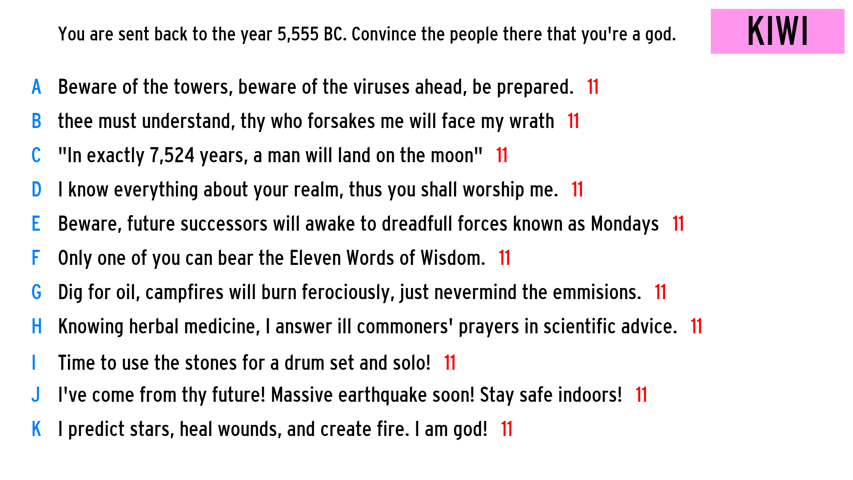 You are sent back to the year 5,555 BC. Convince the people there that you're a god.
KIWI
A Beware of the towers, beware of the viruses ahead, be prepared. 11
B thee must understand, thy who forsakes me will face my wrath 11
C "In exactly 7,524 years, a man will land on the moon" 11
D I know everything about your realm, thus you shall worship me. 11
E Beware, future successors will awake to dreadfull forces known as Mondays 11
F Only one of you can bear the Eleven Words of Wisdom. 11
G Dig for oil, campfires will burn ferociously, just nevermind the emmisions. 11
H Knowing herbal medicine, I answer ill commoners' prayers in scientific advice. 11
I Time to use the stones for a drum set and solo! 11
J I've come from thy future! Massive earthquake soon! Stay safe indoors! 11
K I predict stars, heal wounds, and create fire. I am god! 11